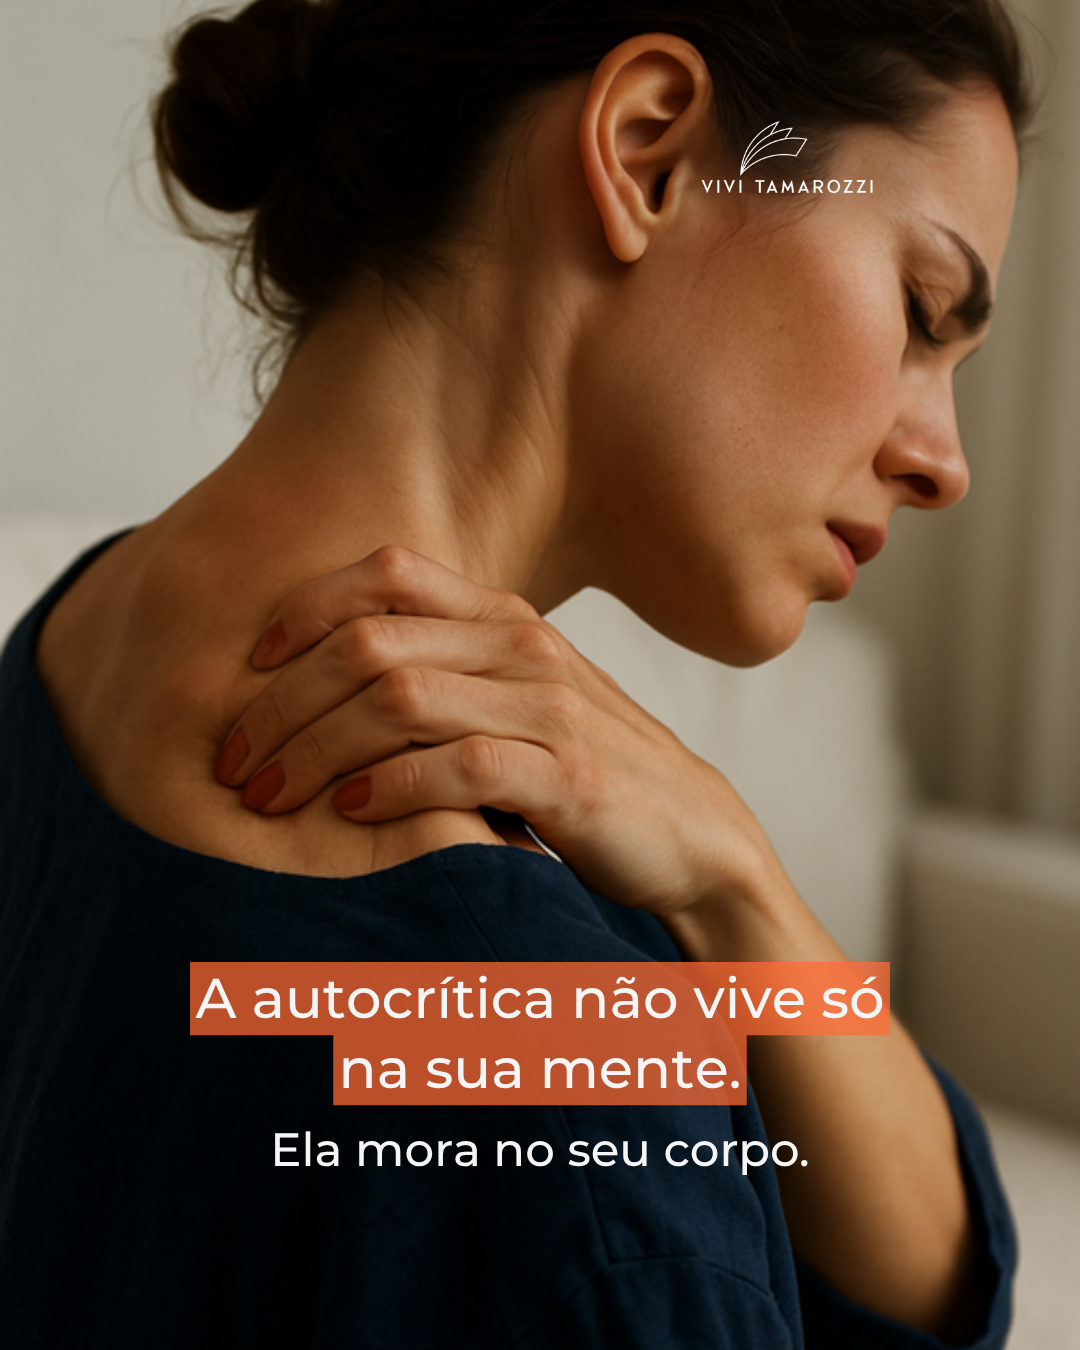 VIVI TAMAROZZI
A autocrítica não vive só
na sua mente.
Ela mora no seu corpo.